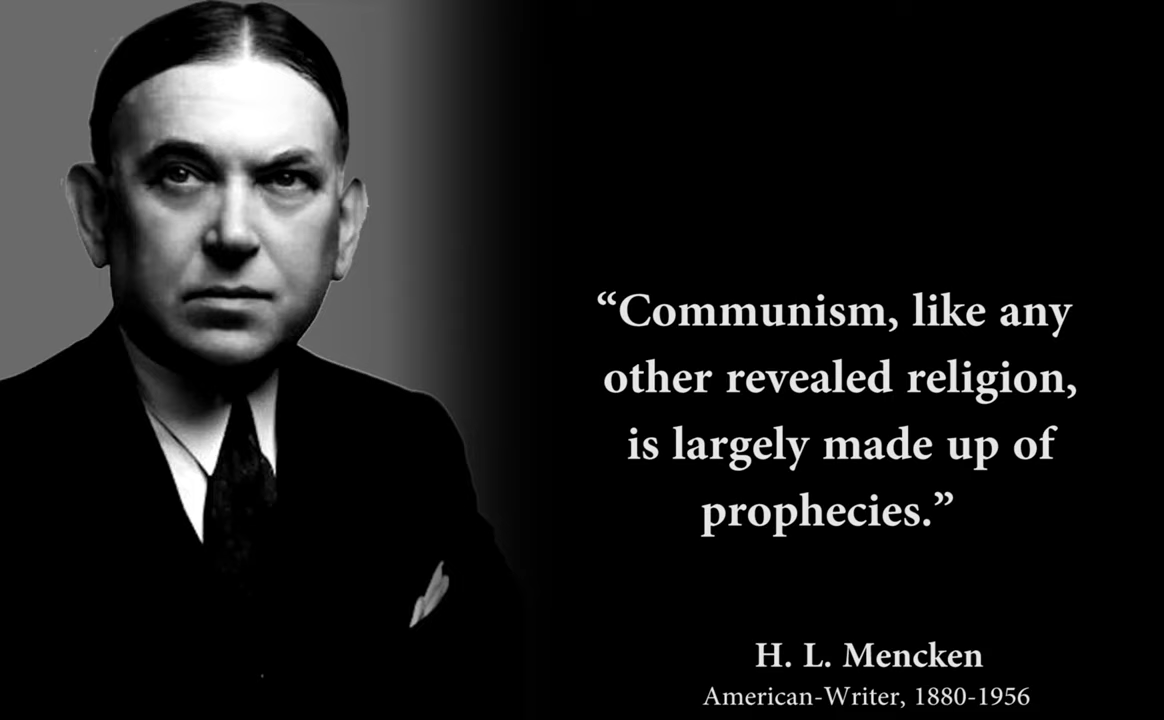 “Communism, like any
other revealed religion,
is largely made up of
prophecies.”
H. L. Mencken
American-Writer, 1880-1956